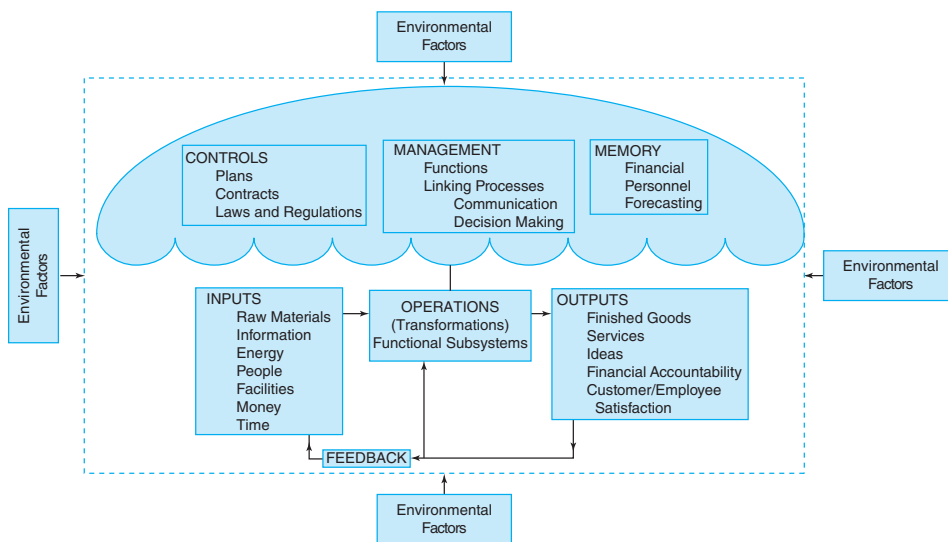 Environmental
Factors
CONTROLS
Plans
Contracts
Laws and Regulations
MANAGEMENT
Functions
Linking Processes
Communication
Decision Making
MEMORY
Financial
Personnel
Forecasting
Environmental
Factors
Environmental
Factors
INPUTS
Raw Materials
Information
Energy
People
Facilities
Money
Time
OPERATIONS
(Transformations)
Functional Subsystems
OUTPUTS
Finished Goods
Services
Ideas
Financial Accountability
Customer/Employee
Satisfaction
FEEDBACK
Environmental
Factors